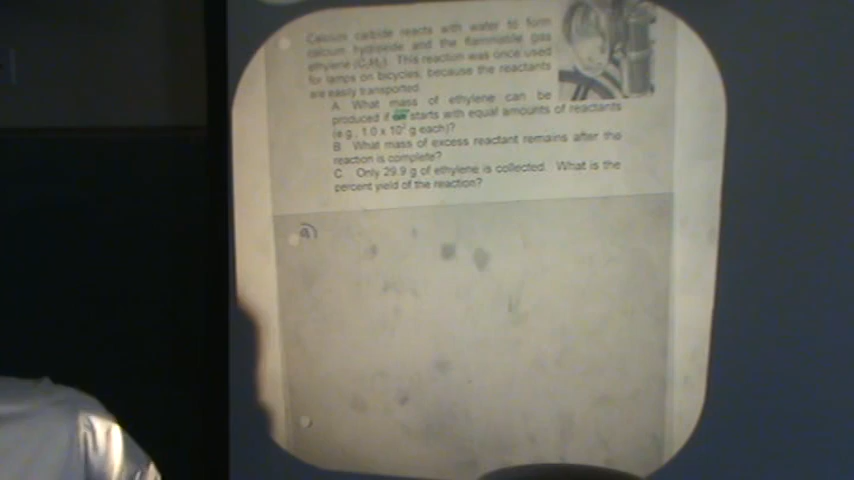 Calcium carbide reacts with water to form
calcium hydroxide and the flammable gas
ethylene (C₂H₂). This reaction was once used
for lamps on bicycles, because the reactants
are easily transported.
A. What mass of ethylene can be
produced if one starts with equal amounts of reactants
(e.g., 1.0 x 10² g each)?
B. What mass of excess reactant remains after the
reaction is complete?
C. Only 29.9 g of ethylene is collected. What is the
percent yield of the reaction?
a)